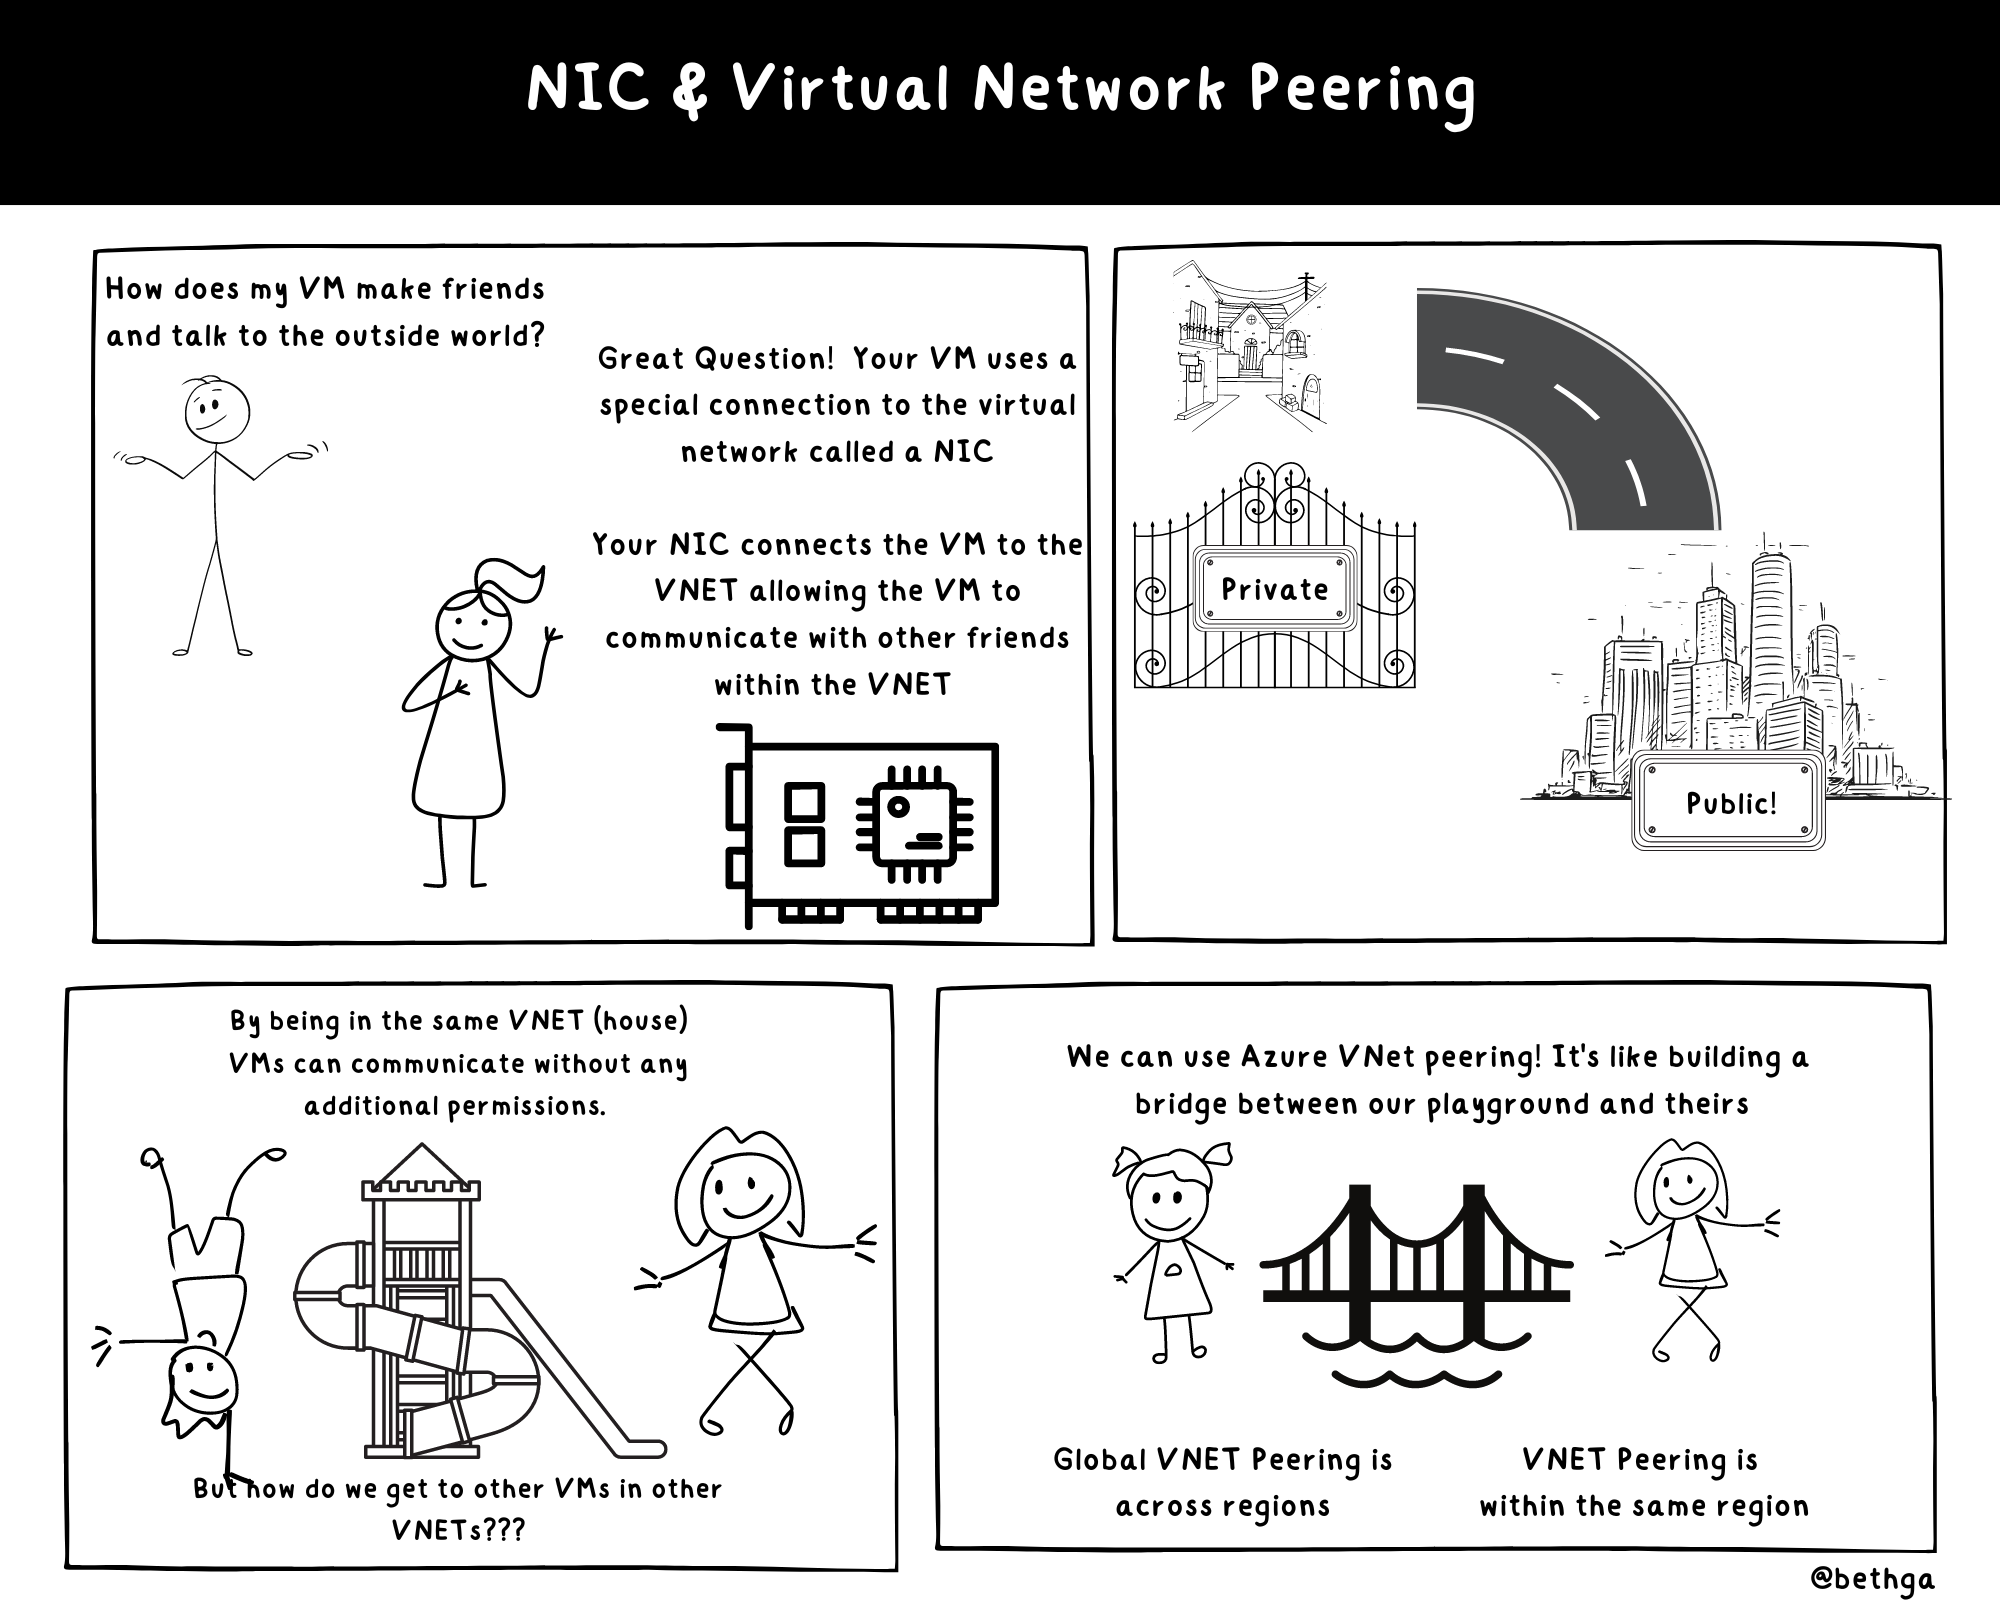 NIC & Virtual Network Peering
How does my VM make friends
and talk to the outside world?
Great Question!  Your VM uses a
special connection to the virtual
network called a NIC
Your NIC connects the VM to the
VNET allowing the VM to
communicate with other friends
within the VNET
Private
Public!
By being in the same VNET (house)
VMs can communicate without any
additional permissions.
But how do we get to other VMs in other
VNETs???
We can use Azure VNet peering! It's like building a
bridge between our playground and theirs
Global VNET Peering is
across regions
VNET Peering is
within the same region
@bethga